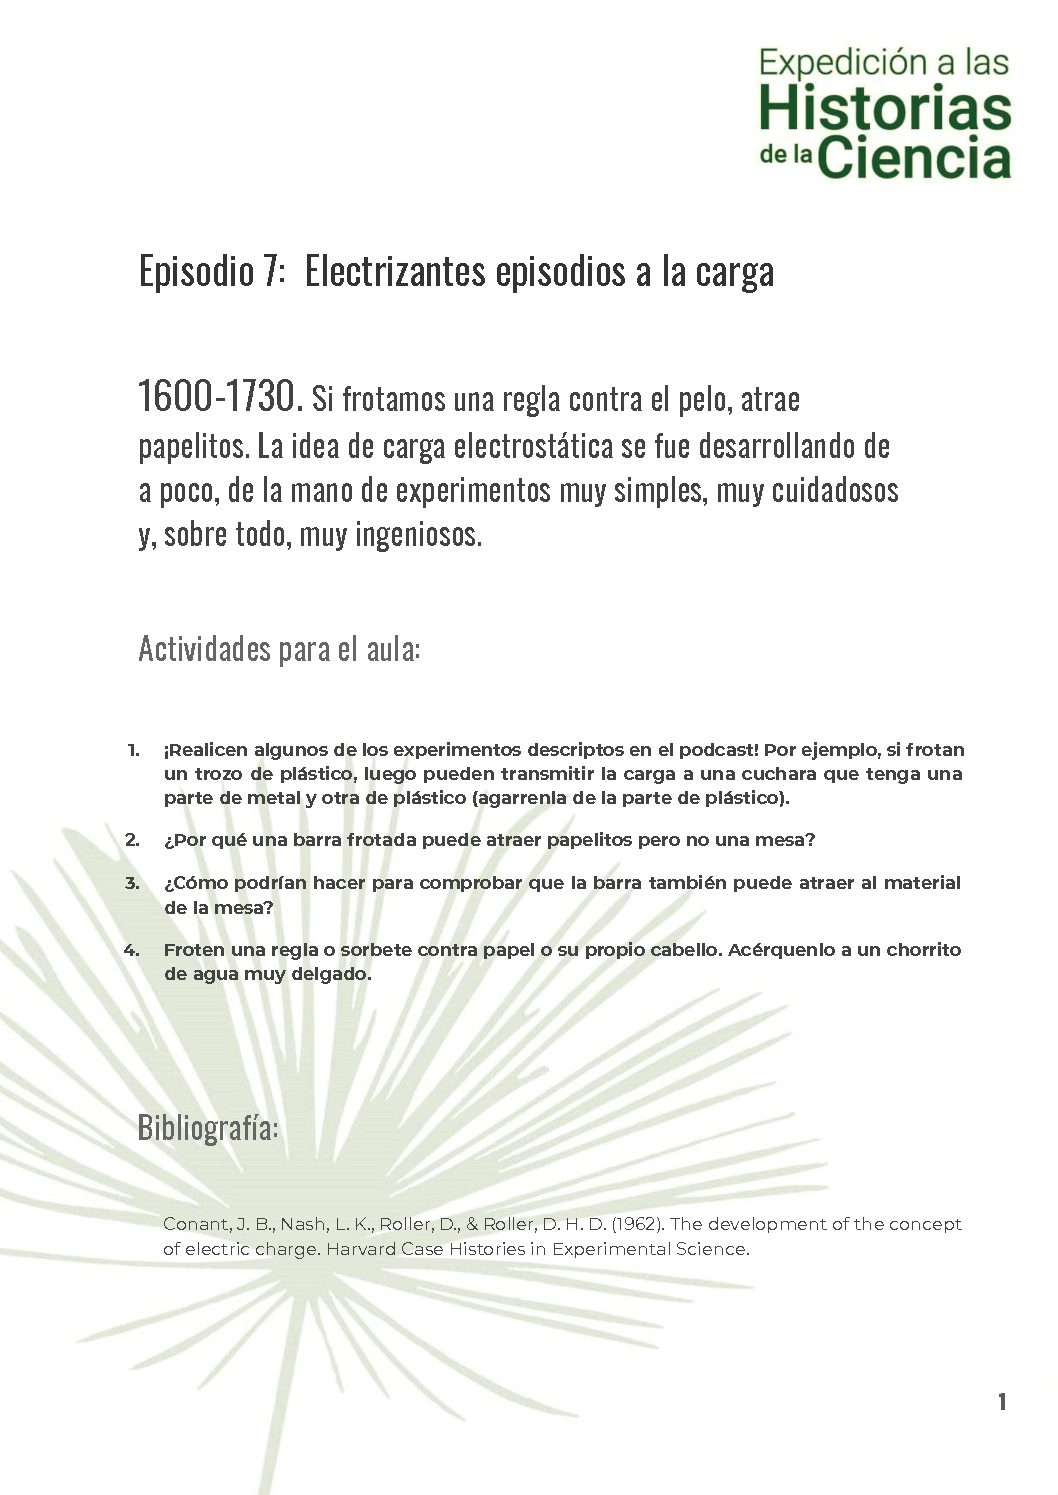 Expedición a las
Historias
de la Ciencia
Episodio 7: Electrizantes episodios a la carga
1600-1730. Si frotamos una regla contra el pelo, atrae
papelitos. La idea de carga electrostática se fue desarrollando de
a poco, de la mano de experimentos muy simples, muy cuidadosos
y, sobre todo, muy ingeniosos.
Actividades para el aula:
1. ¡Realicen algunos de los experimentos descriptos en el podcast! Por ejemplo, si frotan
un trozo de plástico, luego pueden transmitir la carga a una cuchara que tenga una
parte de metal y otra de plástico (agarrenla de la parte de plástico).
2. ¿Por qué una barra frotada puede atraer papelitos pero no una mesa?
3. ¿Cómo podrían hacer para comprobar que la barra también puede atraer al material
de la mesa?
4. Froten una regla o sorbete contra papel o su propio cabello. Acérquenlo a un chorrito
de agua muy delgado.
Bibliografía:
Conant, J. B., Nash, L. K., Roller, D., & Roller, D. H. D. (1962). The development of the concept
of electric charge. Harvard Case Histories in Experimental Science.
1